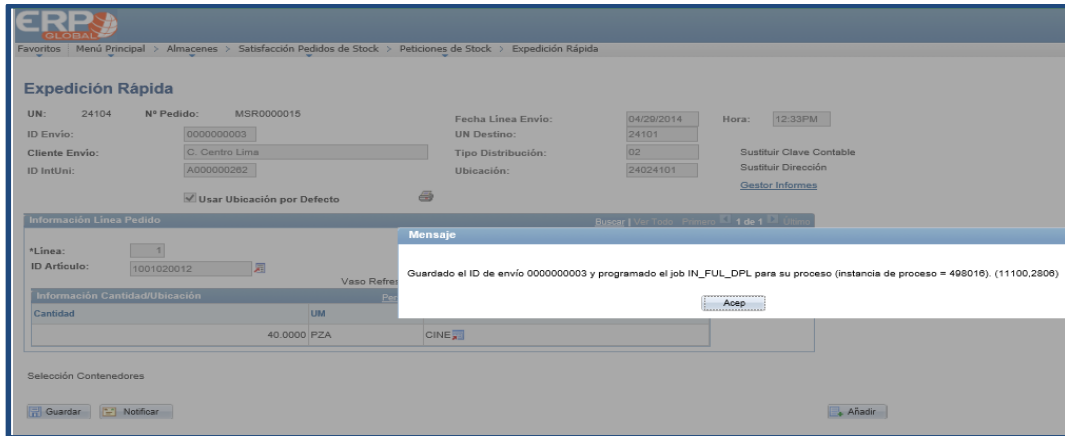 ERP
GLOBAL
Favoritos Menú Principal > Almacenes > Satisfacción Pedidos de Stock > Peticiones de Stock > Expedición Rápida
Expedición Rápida
UN: 24104 Nº Pedido: MSR0000015 Fecha Línea Envío: 04/29/2014 Hora: 12:33PM
ID Envío: 0000000003 UN Destino: 24101
Cliente Envío: C. Centro Lima Tipo Distribución: 02 Sustituir Clave Contable
ID IntUni: A000000262 Ubicación: 24024101 Sustituir Dirección
Gestor Informes
Usar Ubicación por Defecto
Información Línea Pedido Buscar | Ver Todo Primero 1 de 1 Último
Mensaje
*Línea: 1
Guardado el ID de envío 0000000003 y programado el job IN_FUL_DPL para su proceso (instancia de proceso = 498016). (11100,2806)
ID Artículo: 1001020012
Vaso Refres
Acep
Información Cantidad/Ubicación Per
Cantidad UM
40.0000 PZA CINE
Selección Contenedores
Guardar Notificar Añadir